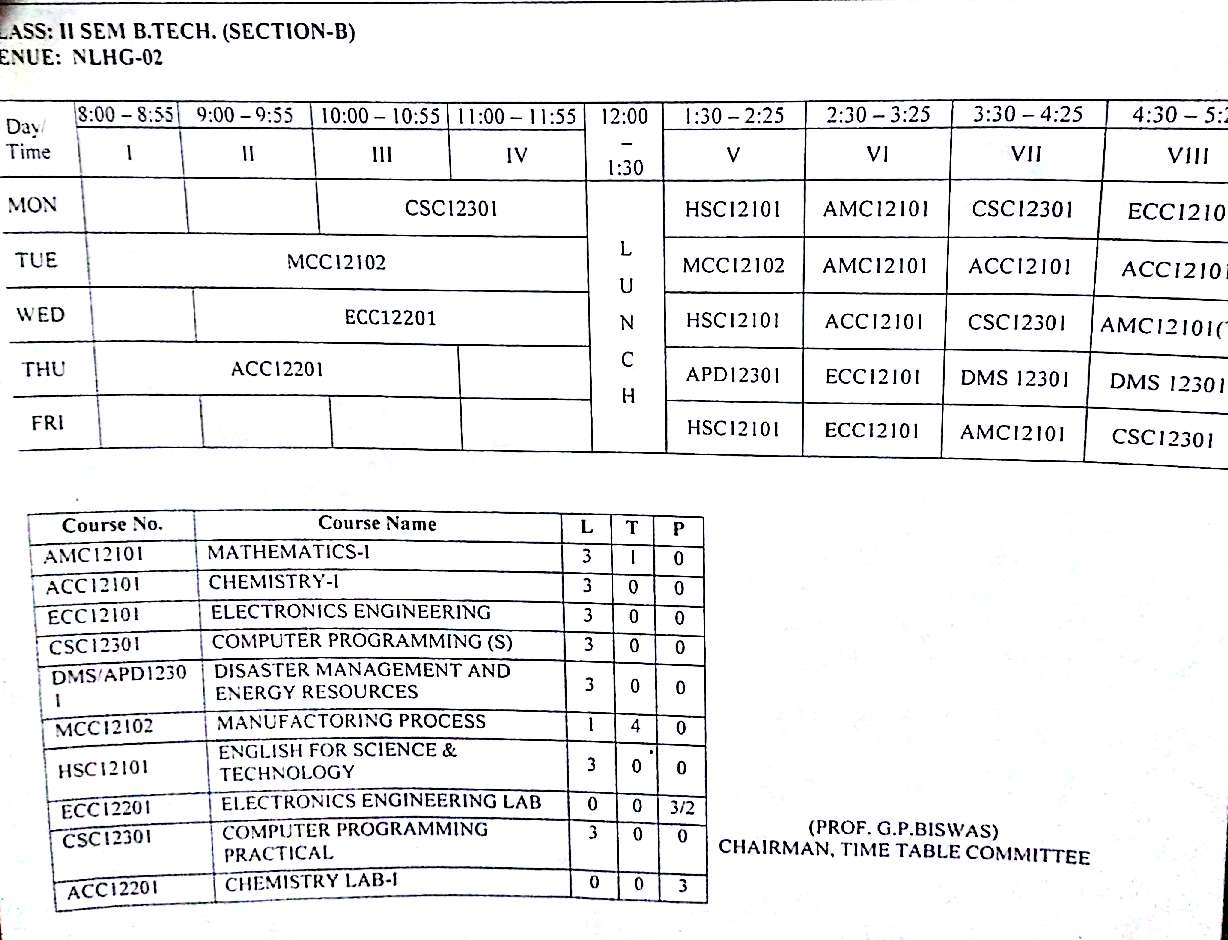 LASS: II SEM B.TECH. (SECTION-B)
ENUE: NLHG-02
Day/ Time 8:00 – 8:55 9:00 – 9:55 10:00 – 10:55 11:00 – 11:55 12:00 – 1:30 1:30 – 2:25 2:30 – 3:25 3:30 – 4:25 4:30 – 5:2
I II III IV V VI VII VIII
MON CSC12301 HSC12101 AMC12101 CSC12301 ECC1210
TUE MCC12102 MCC12102 AMC12101 ACC12101 ACC12101
WED ECC12201 HSC12101 ACC12101 CSC12301 AMC12101(
THU ACC12201 APD12301 ECC12101 DMS 12301 DMS 12301
FRI HSC12101 ECC12101 AMC12101 CSC12301
L
U
N
C
H
Course No. Course Name L T P
AMC12101 MATHEMATICS-I 3 1 0
ACC12101 CHEMISTRY-I 3 0 0
ECC12101 ELECTRONICS ENGINEERING 3 0 0
CSC12301 COMPUTER PROGRAMMING (S) 3 0 0
DMS/APD1230
1
DISASTER MANAGEMENT AND
ENERGY RESOURCES
3 0 0
MCC12102 MANUFACTORING PROCESS 1 4 0
HSC12101
ENGLISH FOR SCIENCE &
TECHNOLOGY
3 0 0
ECC12201 ELECTRONICS ENGINEERING LAB 0 0 3/2
CSC12301
COMPUTER PROGRAMMING
PRACTICAL
3 0 0
ACC12201 CHEMISTRY LAB-I 0 0 3
(PROF. G.P.BISWAS)
CHAIRMAN, TIME TABLE COMMITTEE